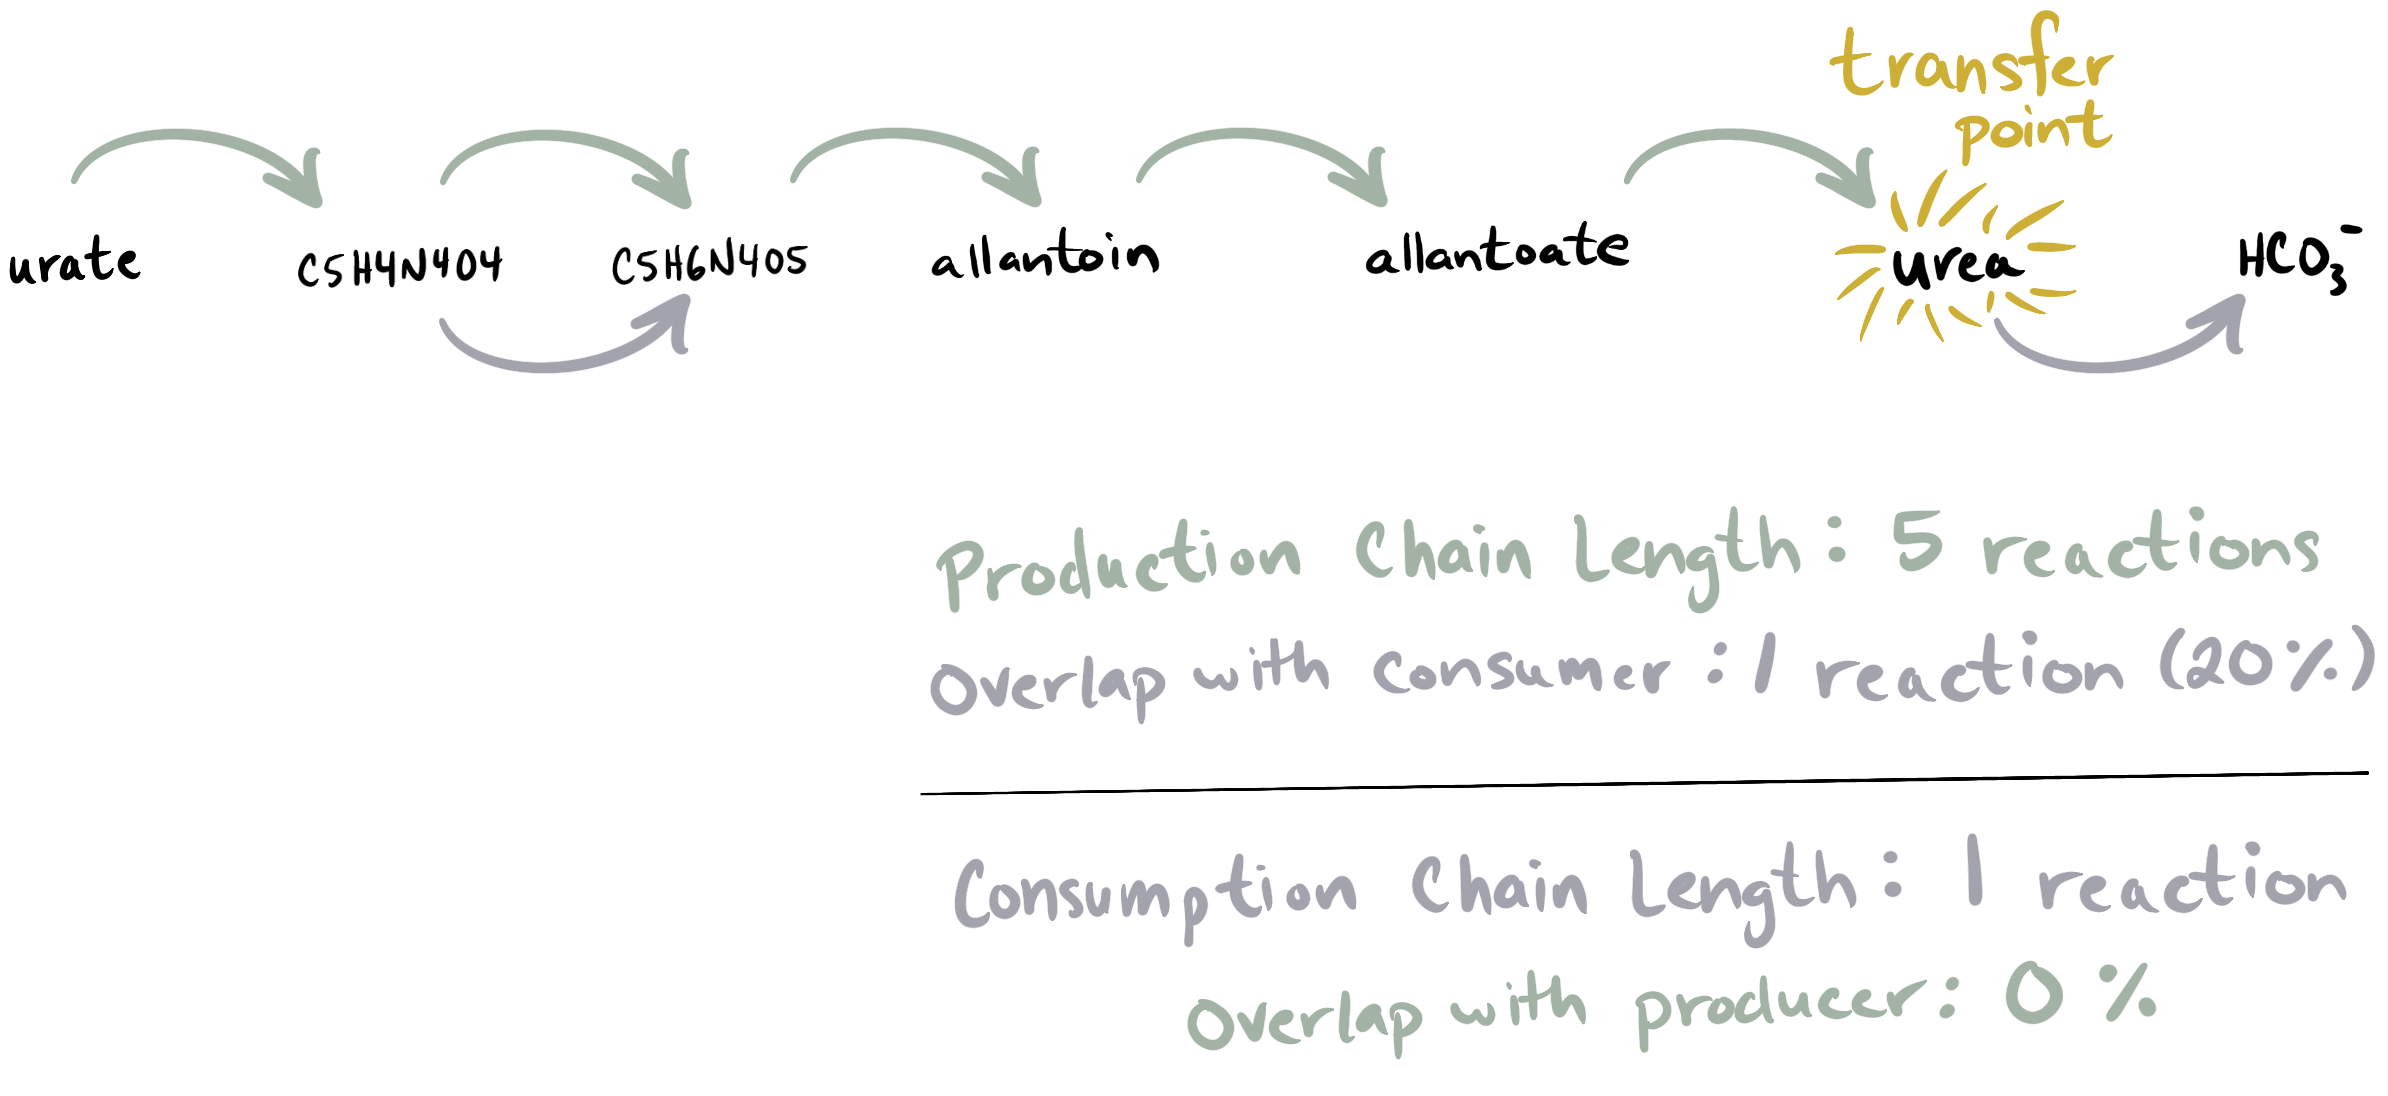 transfer
point
urate C5H4N4O4 C5H6N4O5 allantoin allantoate urea HCO₃⁻
Production Chain Length: 5 reactions
Overlap with consumer: 1 reaction (20%)
Consumption Chain Length: 1 reaction
Overlap with producer: 0 %